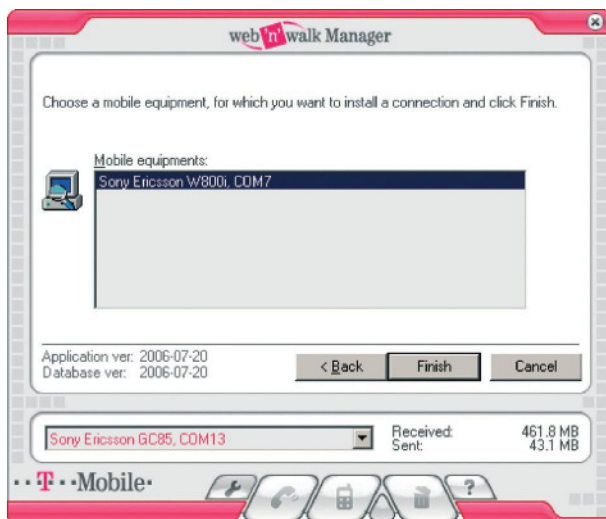 web'n'walk Manager
Choose a mobile equipment, for which you want to install a connection and click Finish.
Mobile equipments:
Sony Ericsson W800i, COM7
Application ver: 2006-07-20
Database ver: 2006-07-20
< Back Finish Cancel
Sony Ericsson GC85, COM13
Received: 461.8 MB
Sent: 43.1 MB
··T··Mobile·
?